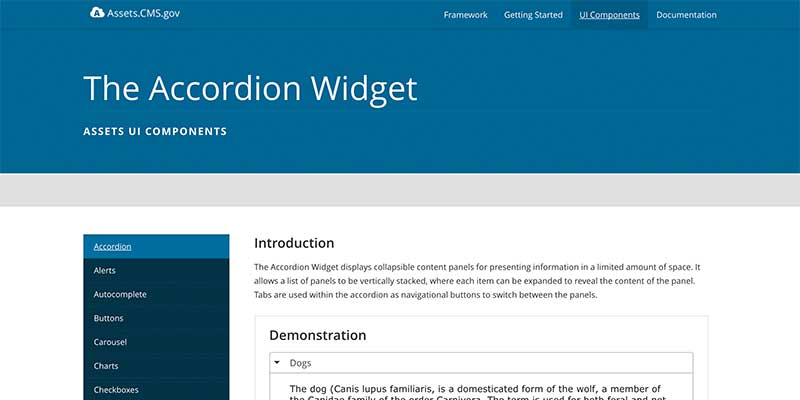 Assets.CMS.gov
Framework Getting Started UI Components Documentation
The Accordion Widget
ASSETS UI COMPONENTS
Accordion
Alerts
Autocomplete
Buttons
Carousel
Charts
Checkboxes
Introduction
The Accordion Widget displays collapsible content panels for presenting information in a limited amount of space. It
allows a list of panels to be vertically stacked, where each item can be expanded to reveal the content of the panel.
Tabs are used within the accordion as navigational buttons to switch between the panels.
Demonstration
Dogs
The dog (Canis lupus familiaris, is a domesticated form of the wolf, a member of
the Canidae family of the order Carnivora. The term is used for both feral and pet